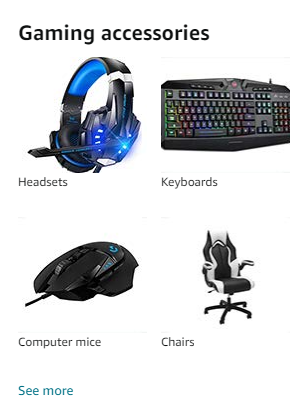 Gaming accessories
Headsets
Keyboards
Computer mice
Chairs
See more